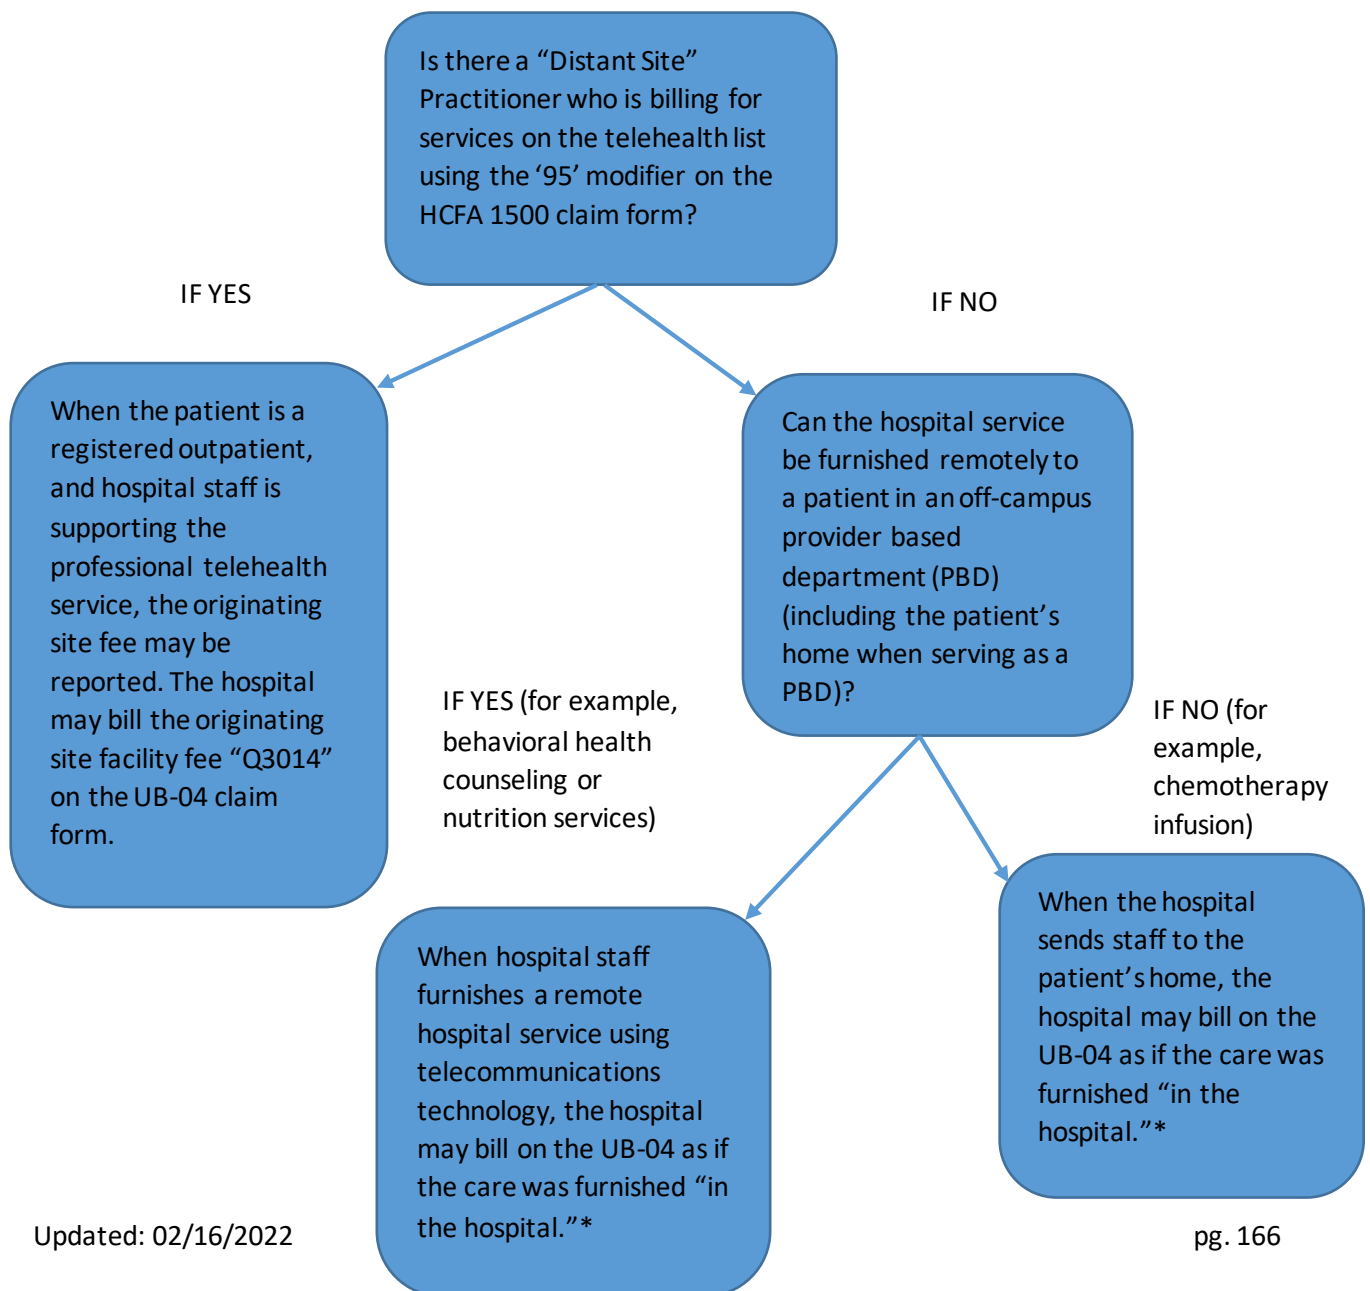 Is there a “Distant Site”
Practitioner who is billing for
services on the telehealth list
using the ‘95’ modifier on the
HCFA 1500 claim form?
IF YES
IF NO
When the patient is a
registered outpatient,
and hospital staff is
supporting the
professional telehealth
service, the originating
site fee may be
reported. The hospital
may bill the originating
site facility fee “Q3014”
on the UB-04 claim
form.
Can the hospital service
be furnished remotely to
a patient in an off-campus
provider based
department (PBD)
(including the patient’s
home when serving as a
PBD)?
IF YES (for example,
behavioral health
counseling or
nutrition services)
IF NO (for
example,
chemotherapy
infusion)
When hospital staff
furnishes a remote
hospital service using
telecommunications
technology, the hospital
may bill on the UB-04 as if
the care was furnished “in
the hospital.”*
When the hospital
sends staff to the
patient’s home, the
hospital may bill on the
UB-04 as if the care was
furnished “in the
hospital.”*
Updated: 02/16/2022
pg. 166